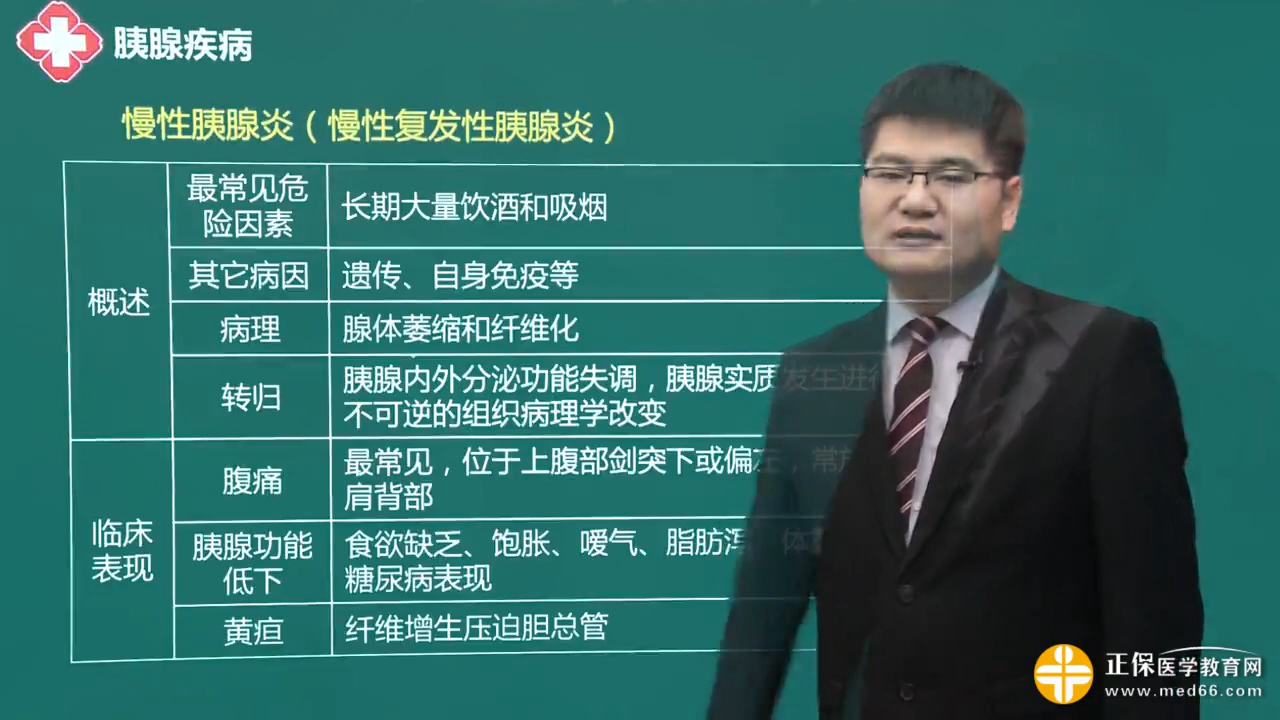 胰腺疾病
慢性胰腺炎（慢性复发性胰腺炎）
概述
最常见危
险因素
长期大量饮酒和吸烟
其它病因
遗传、自身免疫等
病理
腺体萎缩和纤维化
转归
胰腺内外分泌功能失调，胰腺实质发生进行
不可逆的组织病理学改变
临床
表现
腹痛
最常见，位于上腹部剑突下或偏左，常放
肩背部
胰腺功能
低下
食欲缺乏、饱胀、嗳气、脂肪泻 体
糖尿病表现
黄疸
纤维增生压迫胆总管
正保医学教育网
www.med66.com